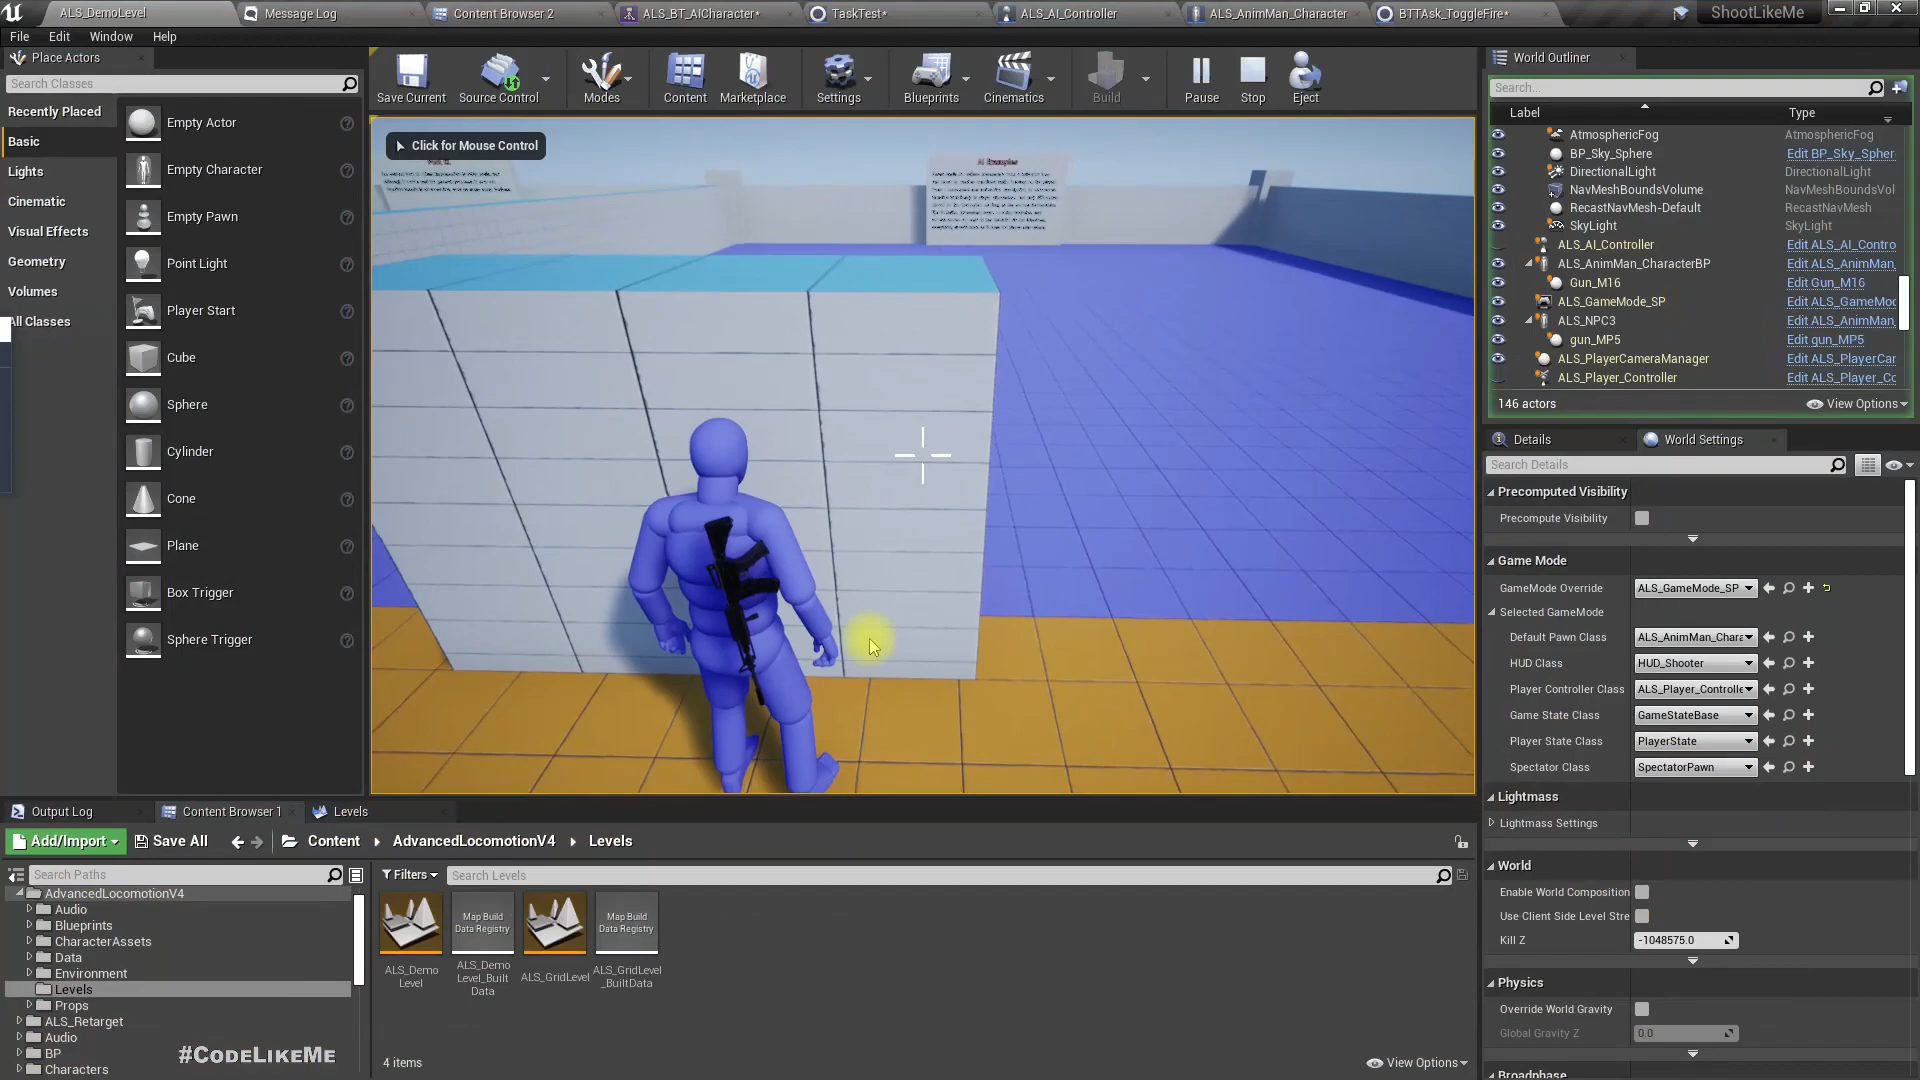 ALS_DemoLevel
Message Log
Content Browser 2
ALS_BT_AICharacter*
TaskTest*
ALS_AI_Controller
ALS_AnimMan_Character
BTTAsk_ToggleFire*
ShootLikeMe
File Edit Window Help
Place Actors
Search Classes
Recently Placed
Basic
Lights
Cinematic
Visual Effects
Geometry
Volumes
All Classes
Empty Actor
Empty Character
Empty Pawn
Point Light
Player Start
Cube
Sphere
Cylinder
Cone
Plane
Box Trigger
Sphere Trigger
Save Current
Source Control
Modes
Content
Marketplace
Settings
Blueprints
Cinematics
Build
Pause
Stop
Eject
Click for Mouse Control
AI Examples
World Outliner
Search...
Label Type
AtmosphericFog AtmosphericFog
BP_Sky_Sphere Edit BP_Sky_Spher
DirectionalLight DirectionalLight
NavMeshBoundsVolume NavMeshBoundsVol
RecastNavMesh-Default RecastNavMesh
SkyLight SkyLight
ALS_AI_Controller Edit ALS_AI_Contro
ALS_AnimMan_CharacterBP Edit ALS_AnimMan_
Gun_M16 Edit Gun_M16
ALS_GameMode_SP Edit ALS_GameMod
ALS_NPC3 Edit ALS_AnimMan_
gun_MP5 Edit gun_MP5
ALS_PlayerCameraManager Edit ALS_PlayerCar
ALS_Player_Controller Edit ALS_Player_Co
146 actors View Options
Details World Settings
Search Details
Precomputed Visibility
Precompute Visibility
Game Mode
GameMode Override ALS_GameMode_SP
Selected GameMode
Default Pawn Class ALS_AnimMan_Chara
HUD Class HUD_Shooter
Player Controller Class ALS_Player_Controlle
Game State Class GameStateBase
Player State Class PlayerState
Spectator Class SpectatorPawn
Lightmass
Lightmass Settings
World
Enable World Composition
Use Client Side Level Stre
Kill Z -1048575.0
Physics
Override World Gravity
Global Gravity Z 0.0
Broadphase
Output Log
Content Browser 1
Levels
Add/Import Save All Content AdvancedLocomotionV4 Levels
Search Paths
Filters
Search Levels
AdvancedLocomotionV4
Audio
Blueprints
CharacterAssets
Data
Environment
Levels
Props
ALS_Retarget
Audio
BP
Characters
Map Build
Data Registry
Map Build
Data Registry
ALS_Demo
Level
ALS_Demo
Level_Built
Data
ALS_GridLevel
ALS_GridLevel
_BuiltData
#CodeLikeMe
4 items
View Options